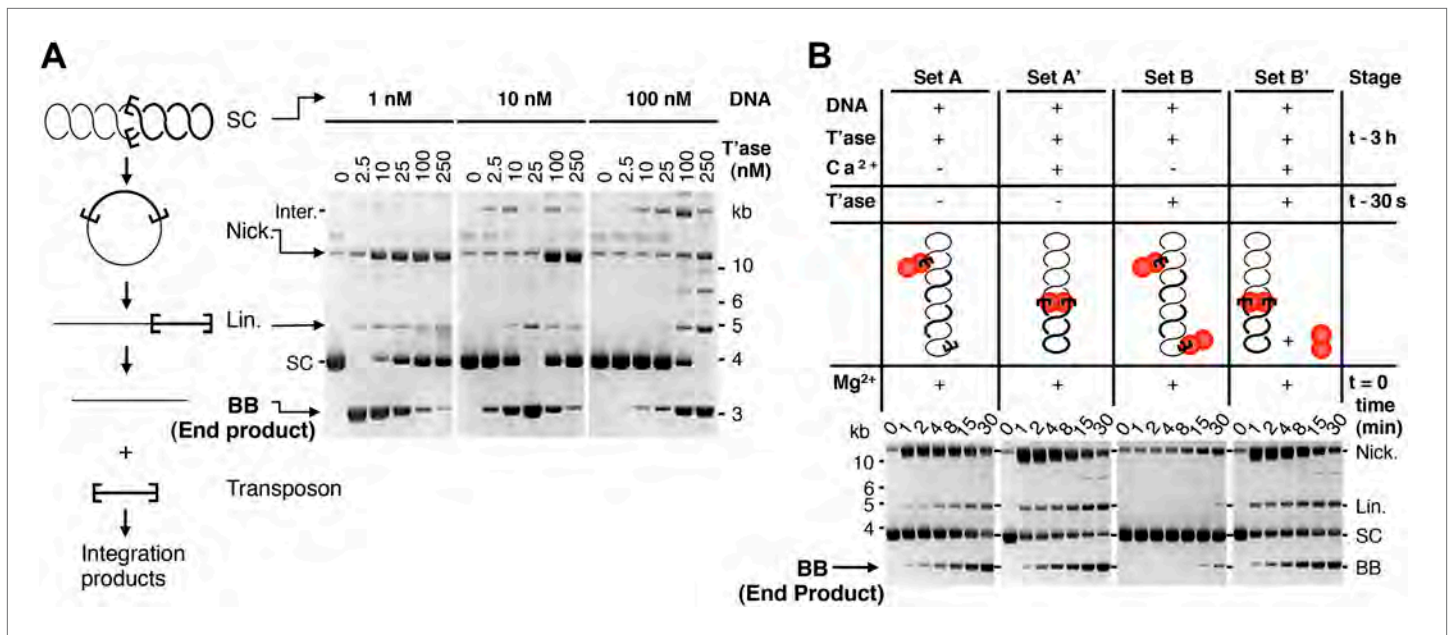 A
SC
1 nM 10 nM 100 nM DNA
T'ase
(nM)
0 2.5 10 25 100 250 0 2.5 10 25 100 250 0 2.5 10 25 100 250
Inter.
kb
Nick.
10
6
Lin.
5
SC
4
BB
3
(End product)
+
Transposon
Integration
products
B
Set A Set A' Set B Set B' Stage
DNA + + + +
T'ase + + + + t - 3 h
Ca2+ - + - +
T'ase - - + + t - 30 s
+
Mg2+ + + + + t = 0
time
(min)
kb
0 1 2 4 8 15 30 0 1 2 4 8 15 30 0 1 2 4 8 15 30 0 1 2 4 8 15 30
Nick.
10
6
5
Lin.
4
SC
BB
BB
(End Product)